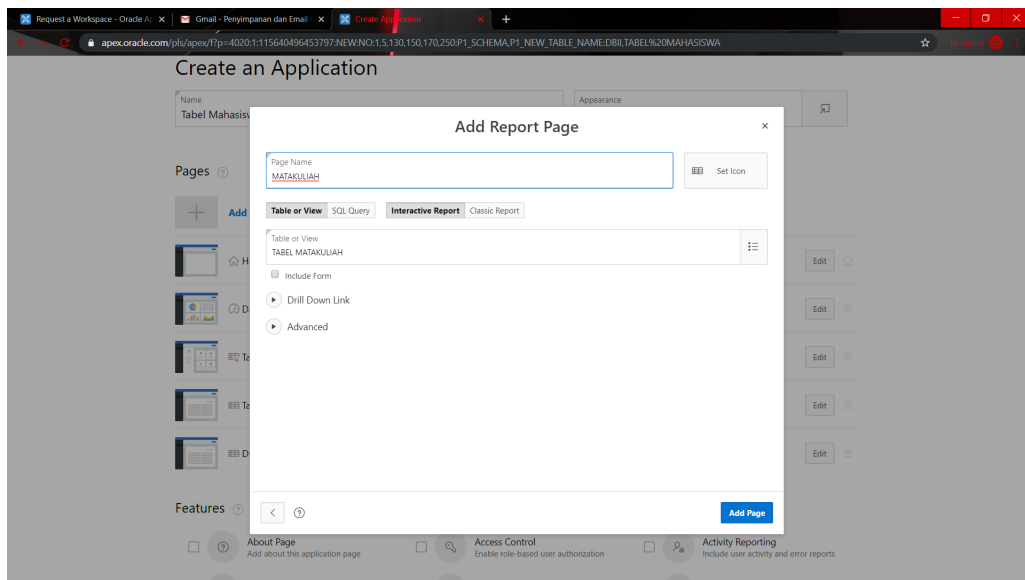 Request a Workspace - Oracle Ap
Gmail - Penyimpanan dan Email
Create Application
apex.oracle.com/pls/apex/f?p=4020:1:115640496453797:NEW:NO:1,5,130,150,170,250:P1_SCHEMA,P1_NEW_TABLE_NAME:DBII,TABEL%20MAHASISWA
Create an Application
Name
Appearance
Tabel Mahasisw
Add Report Page
Page Name
MATAKULIAH
Set Icon
Pages
Add
Table or View SQL Query Interactive Report Classic Report
Table or View
TABEL MATAKULIAH
H
Edit
Include Form
Drill Down Link
D
Edit
Advanced
Ta
Edit
Ta
Edit
D
Edit
Features
Add Page
About Page
Add about this application page
Access Control
Enable role-based user authorization
Activity Reporting
Include user activity and error reports